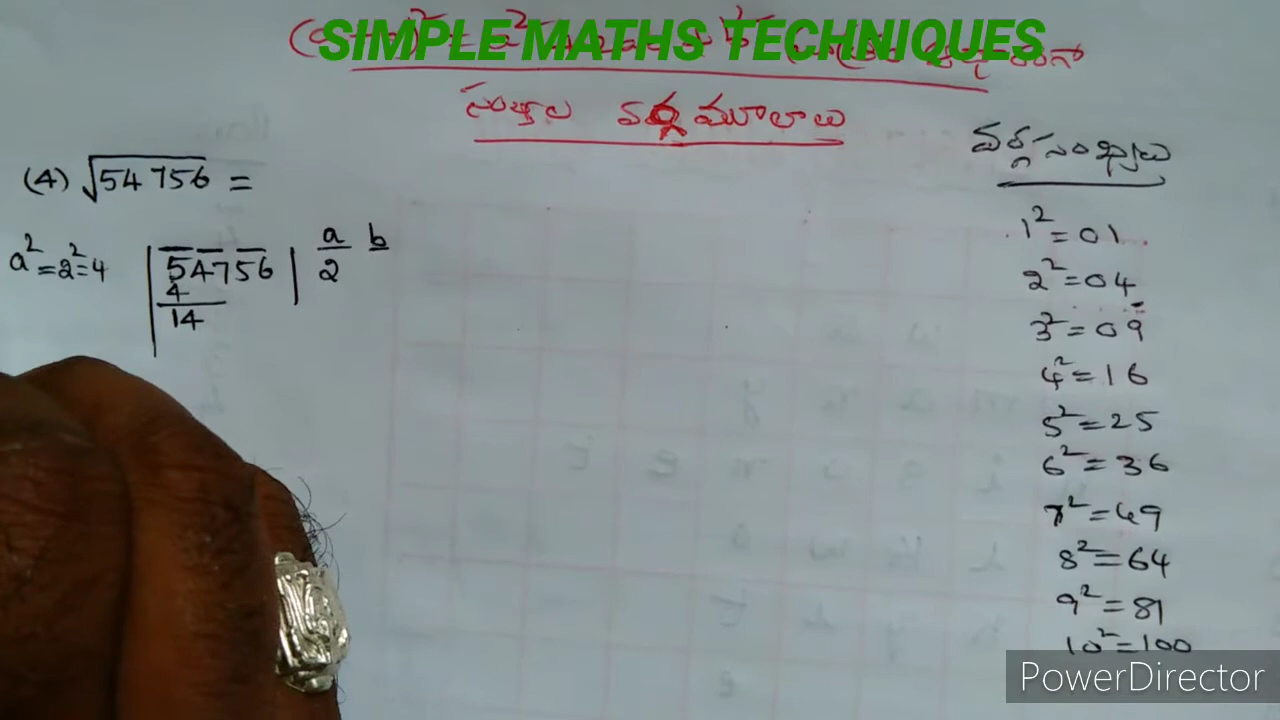 SIMPLE MATHS TECHNIQUES
సంఖ్యల వర్గమూలాలు
వర్గసంఖ్యలు
(4) √54756 =
a²=2²=4
54756
a b
2
4
14
1²=01
2²=04
3²=09
4²=16
5²=25
6²=36
7²=49
8²=64
9²=81
10²=100
PowerDirector